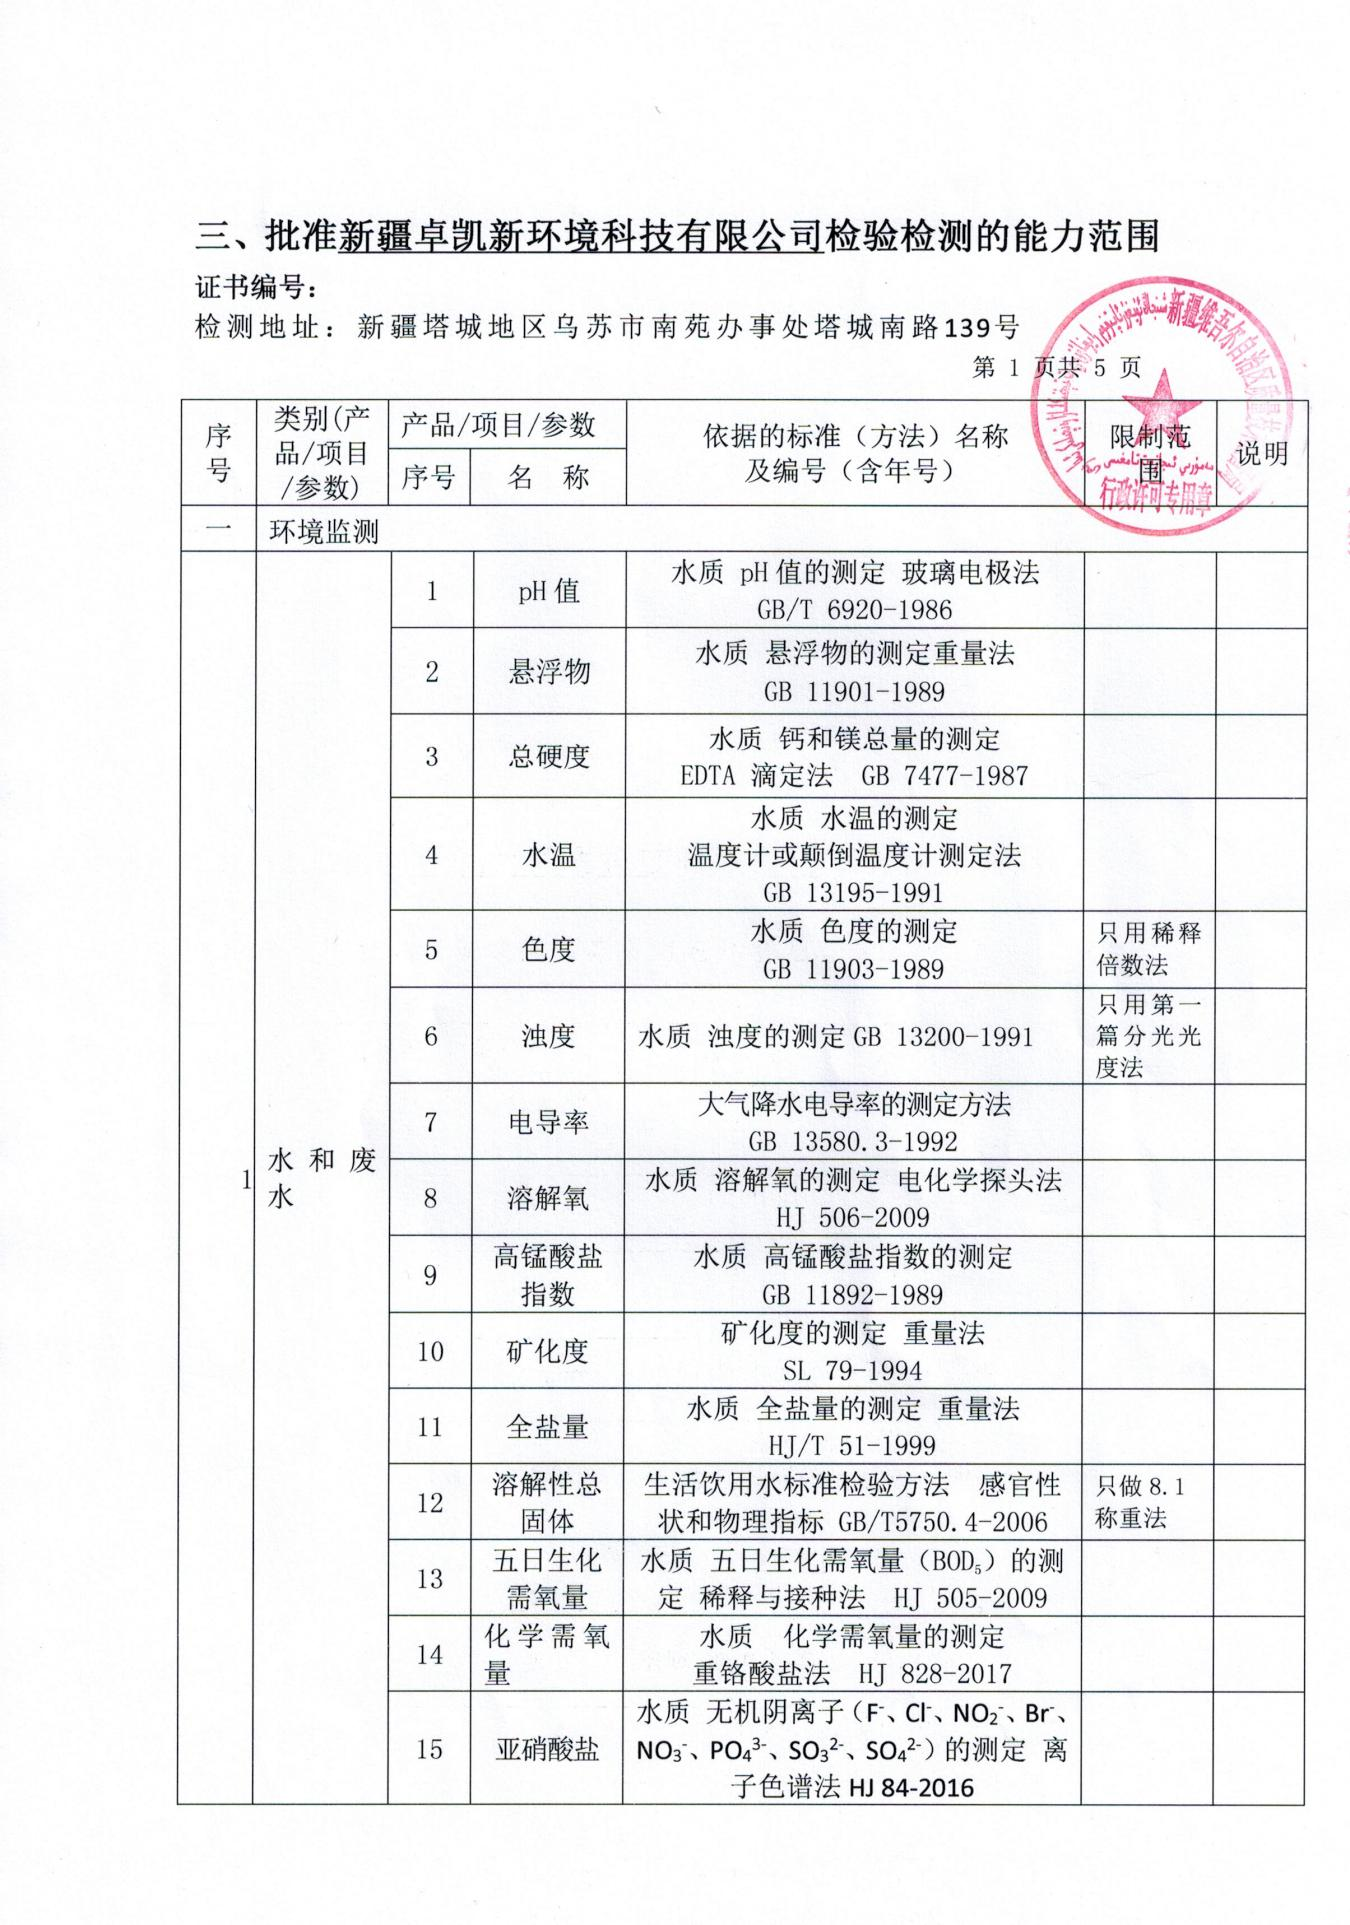 三、批准新疆卓凯新环境科技有限公司检验检测的能力范围
证书编号：
检测地址：新疆塔城地区乌苏市南苑办事处塔城南路139号
第 1 页共 5 页
序
号
类别(产
品/项目
/参数)
产品/项目/参数
序号
名 称
依据的标准（方法）名称
及编号（含年号）
限制范
围
说明
新疆维吾尔自治区质量技
行政许可专用章
一
环境监测
1
水和废
水
1
pH 值
水质 pH 值的测定 玻璃电极法
GB/T 6920-1986
2
悬浮物
水质 悬浮物的测定重量法
GB 11901-1989
3
总硬度
水质 钙和镁总量的测定
EDTA 滴定法 GB 7477-1987
4
水温
水质 水温的测定
温度计或颠倒温度计测定法
GB 13195-1991
5
色度
水质 色度的测定
GB 11903-1989
只用稀释
倍数法
6
浊度
水质 浊度的测定 GB 13200-1991
只用第一
篇分光光
度法
7
电导率
大气降水电导率的测定方法
GB 13580.3-1992
8
溶解氧
水质 溶解氧的测定 电化学探头法
HJ 506-2009
9
高锰酸盐
指数
水质 高锰酸盐指数的测定
GB 11892-1989
10
矿化度
矿化度的测定 重量法
SL 79-1994
11
全盐量
水质 全盐量的测定 重量法
HJ/T 51-1999
12
溶解性总
固体
生活饮用水标准检验方法 感官性
状和物理指标 GB/T5750.4-2006
只做 8.1
称重法
13
五日生化
需氧量
水质 五日生化需氧量（BOD₅）的测
定 稀释与接种法 HJ 505-2009
14
化学需氧
量
水质 化学需氧量的测定
重铬酸盐法 HJ 828-2017
15
亚硝酸盐
水质 无机阴离子（F⁻、Cl⁻、NO₂⁻、Br⁻、
NO₃⁻、PO₄³⁻、SO₃²⁻、SO₄²⁻）的测定 离
子色谱法 HJ 84-2016